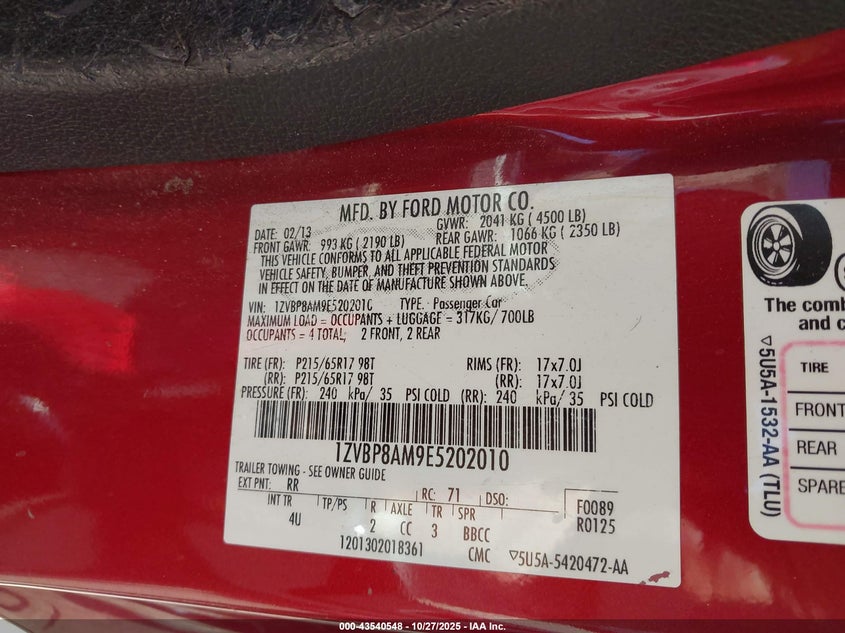 MFD. BY FORD MOTOR CO.
DATE: 02/13 GVWR: 2041 KG ( 4500 LB)
FRONT GAWR: 993 KG ( 2190 LB) REAR GAWR: 1066 KG ( 2350 LB)
THIS VEHICLE CONFORMS TO ALL APPLICABLE FEDERAL MOTOR
VEHICLE SAFETY, BUMPER, AND THEFT PREVENTION STANDARDS
IN EFFECT ON THE DATE OF MANUFACTURE SHOWN ABOVE.
VIN: 1ZVBP8AM9E5202010 TYPE: Passenger Car
MAXIMUM LOAD = OCCUPANTS + LUGGAGE = 317KG/ 700LB
OCCUPANTS = 4 TOTAL, 2 FRONT, 2 REAR
TIRE (FR): P215/65R17 98T RIMS (FR): 17x7.0J
(RR): P215/65R17 98T (RR): 17x7.0J
PRESSURE (FR): 240 kPa/ 35 PSI COLD (RR): 240 kPa/ 35 PSI COLD
1ZVBP8AM9E5202010
TRAILER TOWING - SEE OWNER GUIDE
EXT PNT: RR RC: 71 DSO: F0089
INT TR TP/PS R AXLE TR SPR R0125
4U 2 CC 3 BBCC
1201302018361 CMC ▽5U5A-5420472-AA
The comb
and c
▽5U5A-1532-AA (TLU)
TIRE
FRONT
REAR
SPARE
000-43540548 - 10/27/2025 - IAA Inc.